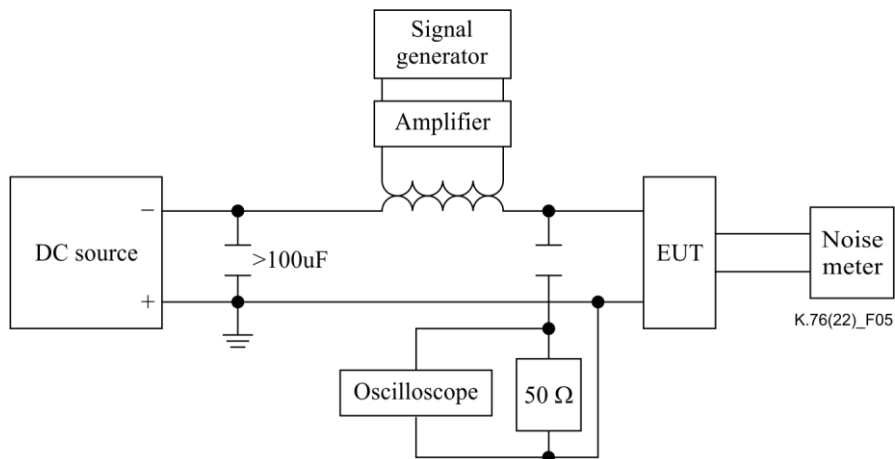 Signal
generator
Amplifier
−
DC source
>100uF
+
EUT
Noise
meter
K.76(22)_F05
Oscilloscope
50 Ω